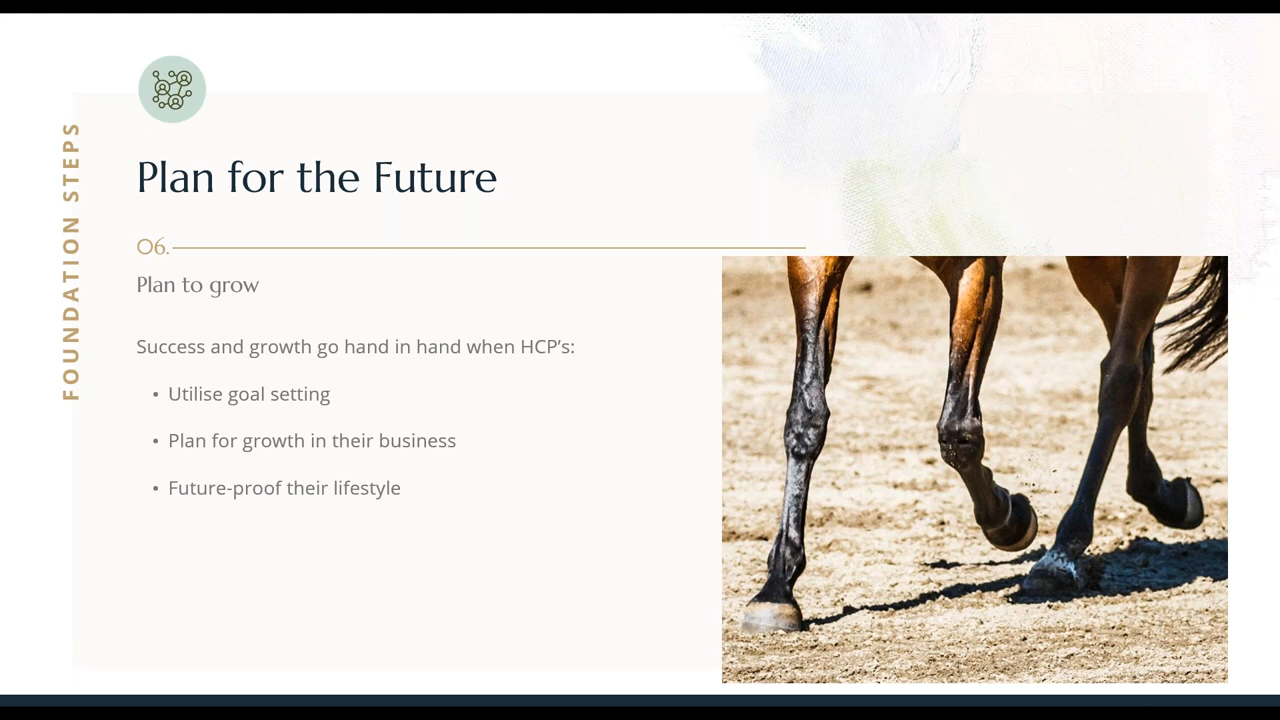 FOUNDATION STEPS
Plan for the Future
06.
Plan to grow
Success and growth go hand in hand when HCP's:
• Utilise goal setting
• Plan for growth in their business
• Future-proof their lifestyle